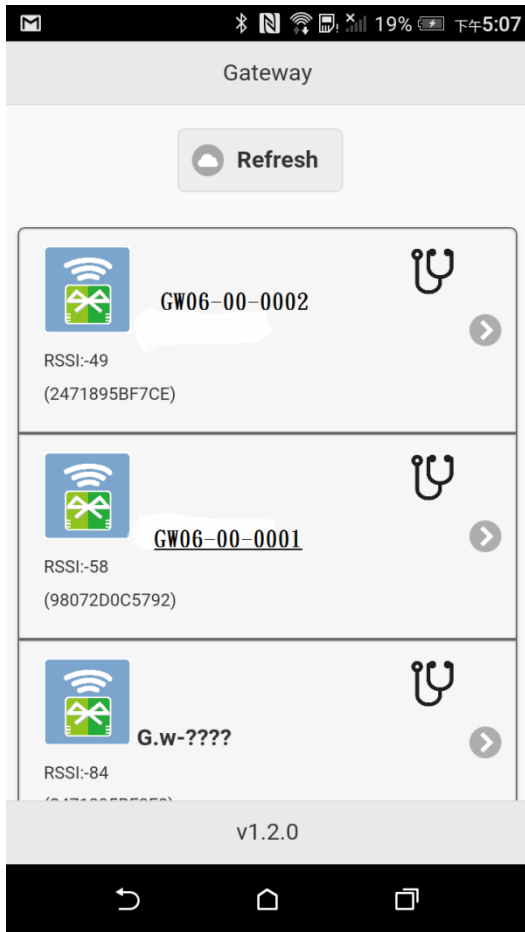 19% 下午5:07
Gateway
Refresh
GW06-00-0002
RSSI:-49
(2471895BF7CE)
GW06-00-0001
RSSI:-58
(98072D0C5792)
G.w-????
RSSI:-84
v1.2.0